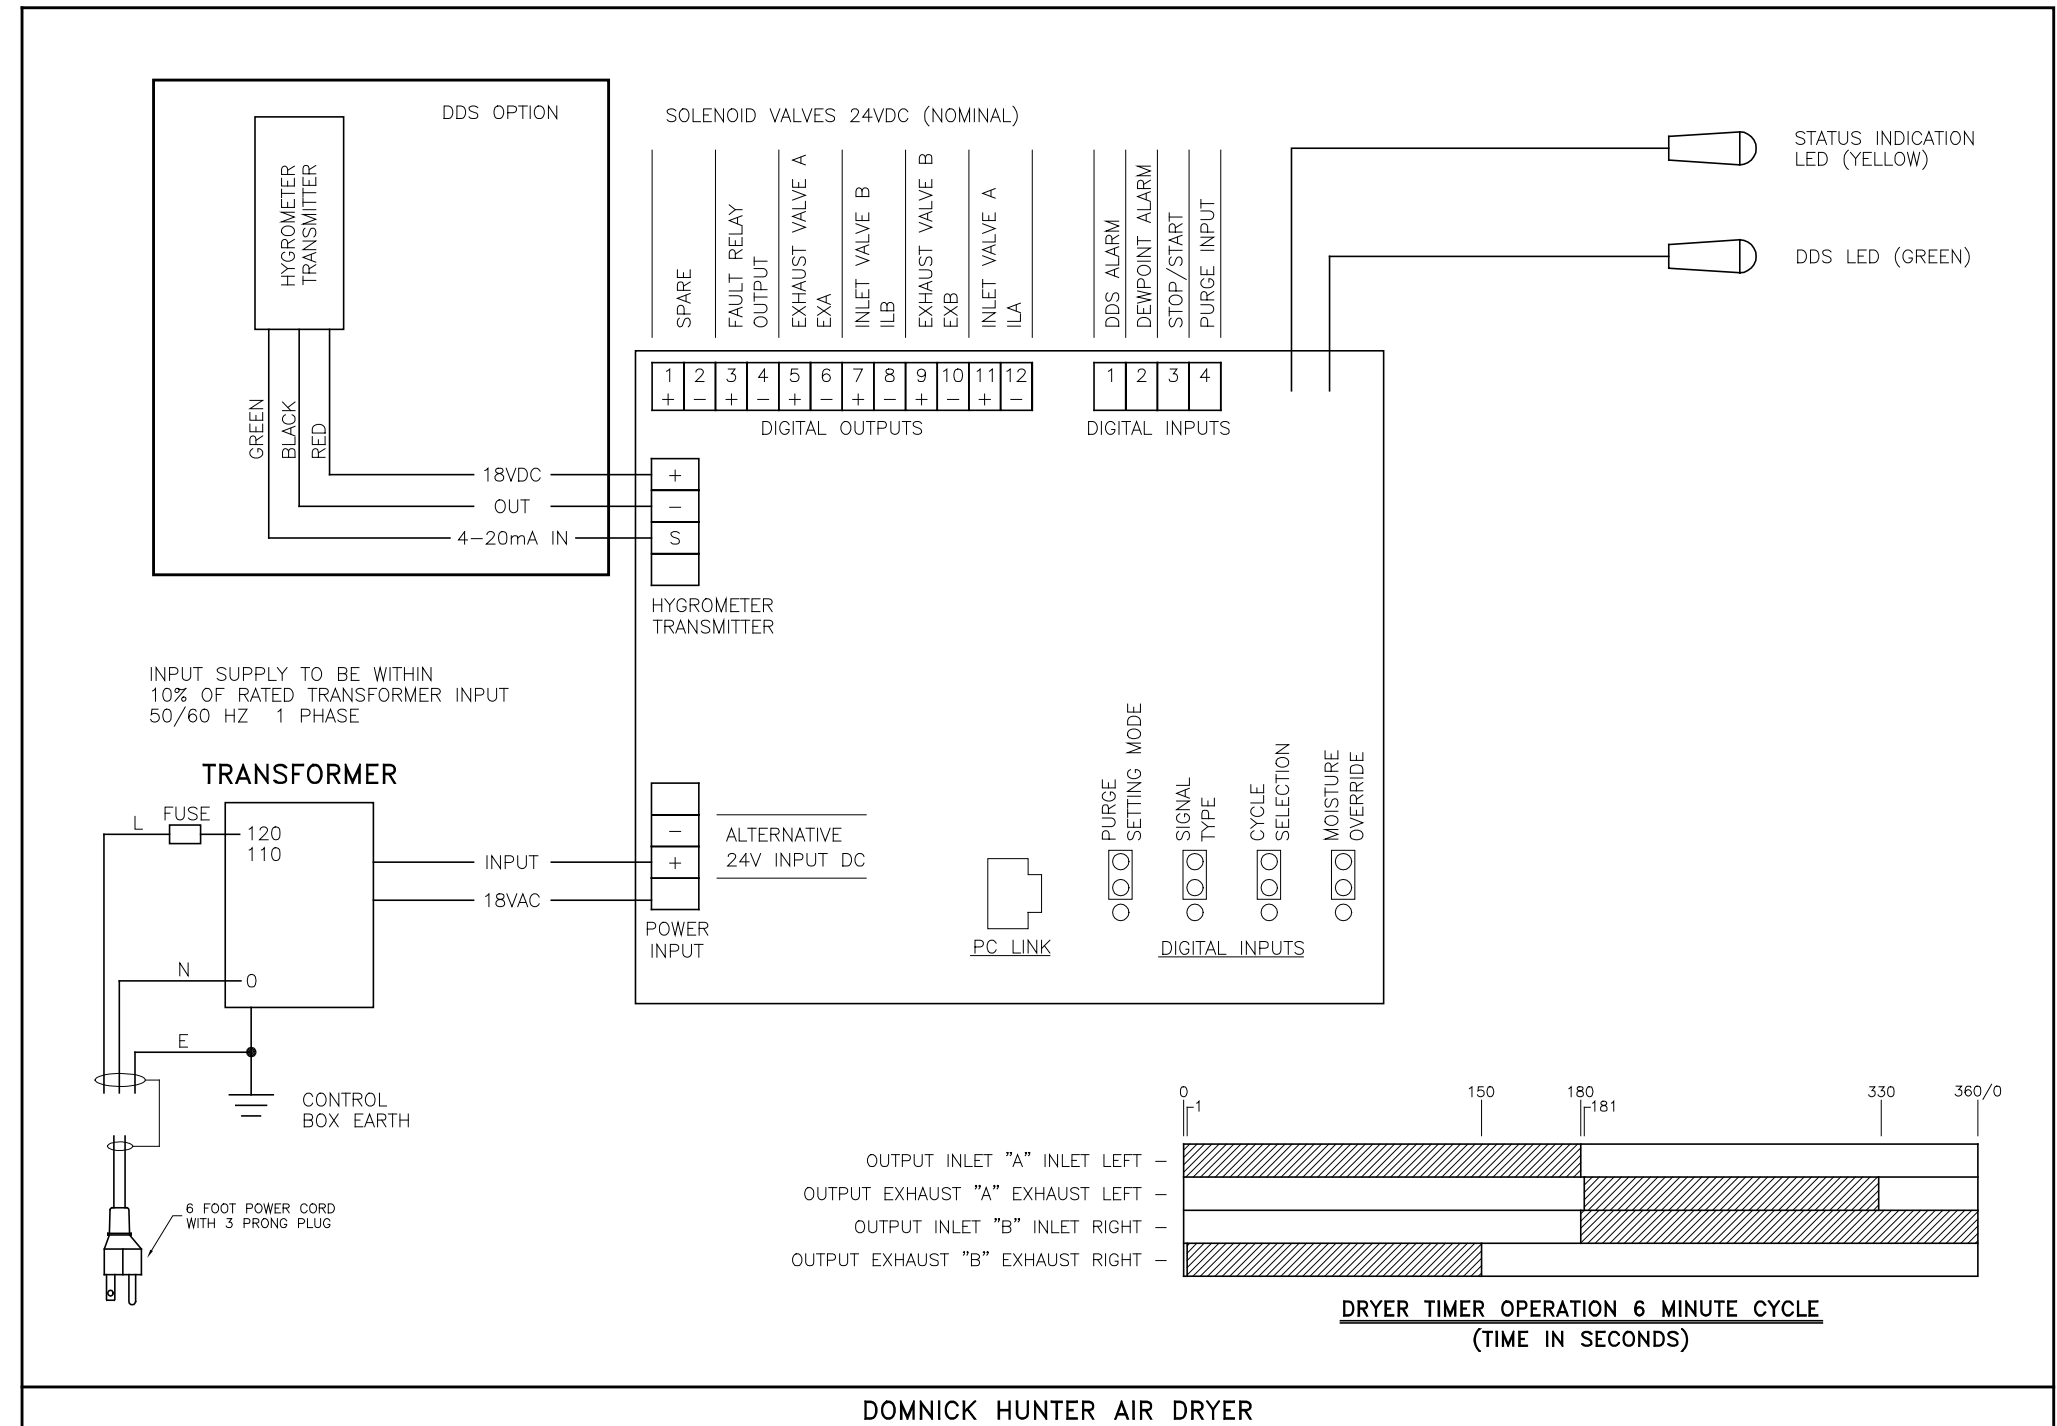 DDS OPTION
HYGROMETER
TRANSMITTER
GREEN
BLACK
RED
18VDC
OUT
4-20mA IN
SOLENOID VALVES 24VDC (NOMINAL)
SPARE
FAULT RELAY
OUTPUT
EXHAUST VALVE A
EXA
INLET VALVE B
ILB
EXHAUST VALVE B
EXB
INLET VALVE A
ILA
DDS ALARM
DEWPOINT ALARM
STOP/START
PURGE INPUT
STATUS INDICATION
LED (YELLOW)
DDS LED (GREEN)
1 2 3 4 5 6 7 8 9 10 11 12
+ - + - + - + - + - + -
DIGITAL OUTPUTS
1 2 3 4
DIGITAL INPUTS
+
-
S
HYGROMETER
TRANSMITTER
INPUT SUPPLY TO BE WITHIN
10% OF RATED TRANSFORMER INPUT
50/60 HZ 1 PHASE
TRANSFORMER
L
FUSE
120
110
N
0
E
INPUT
18VAC
-
+
ALTERNATIVE
24V INPUT DC
POWER
INPUT
PC LINK
PURGE
SETTING MODE
SIGNAL
TYPE
CYCLE
SELECTION
MOISTURE
OVERRIDE
DIGITAL INPUTS
CONTROL
BOX EARTH
6 FOOT POWER CORD
WITH 3 PRONG PLUG
0 150 180 330 360/0
1 181
OUTPUT INLET "A" INLET LEFT -
OUTPUT EXHAUST "A" EXHAUST LEFT -
OUTPUT INLET "B" INLET RIGHT -
OUTPUT EXHAUST "B" EXHAUST RIGHT -
DRYER TIMER OPERATION 6 MINUTE CYCLE
(TIME IN SECONDS)
DOMNICK HUNTER AIR DRYER